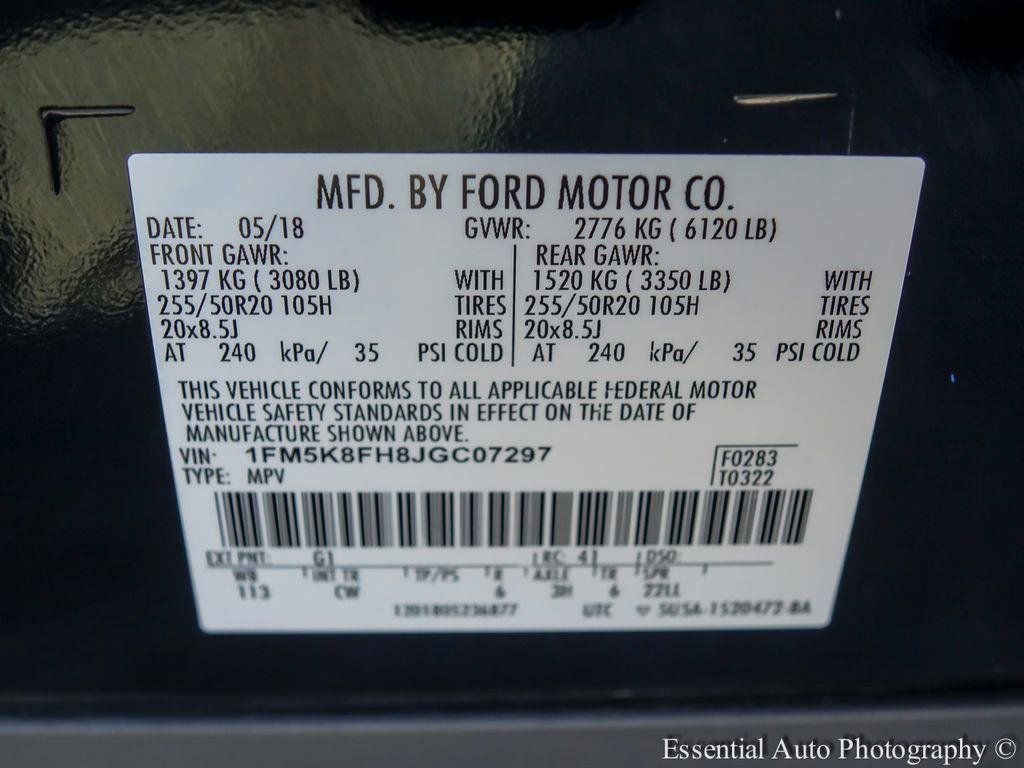 MFD. BY FORD MOTOR CO.
DATE: 05/18 GVWR: 2776 KG ( 6120 LB)
FRONT GAWR: REAR GAWR:
1397 KG ( 3080 LB) WITH 1520 KG ( 3350 LB) WITH
255/50R20 105H TIRES 255/50R20 105H TIRES
20x8.5J RIMS 20x8.5J RIMS
AT 240 kPa/ 35 PSI COLD AT 240 kPa/ 35 PSI COLD
THIS VEHICLE CONFORMS TO ALL APPLICABLE FEDERAL MOTOR
VEHICLE SAFETY STANDARDS IN EFFECT ON THE DATE OF
MANUFACTURE SHOWN ABOVE.
VIN: 1FM5K8FH8JGC07297 F0283
TYPE: MPV T0322
EXT PNT: G1 RC: 41 DSO:
WB INT TR TP/PS R AXLE TR SPR
113 CW 6 3H 6 22LL
UTC
Essential Auto Photography ©